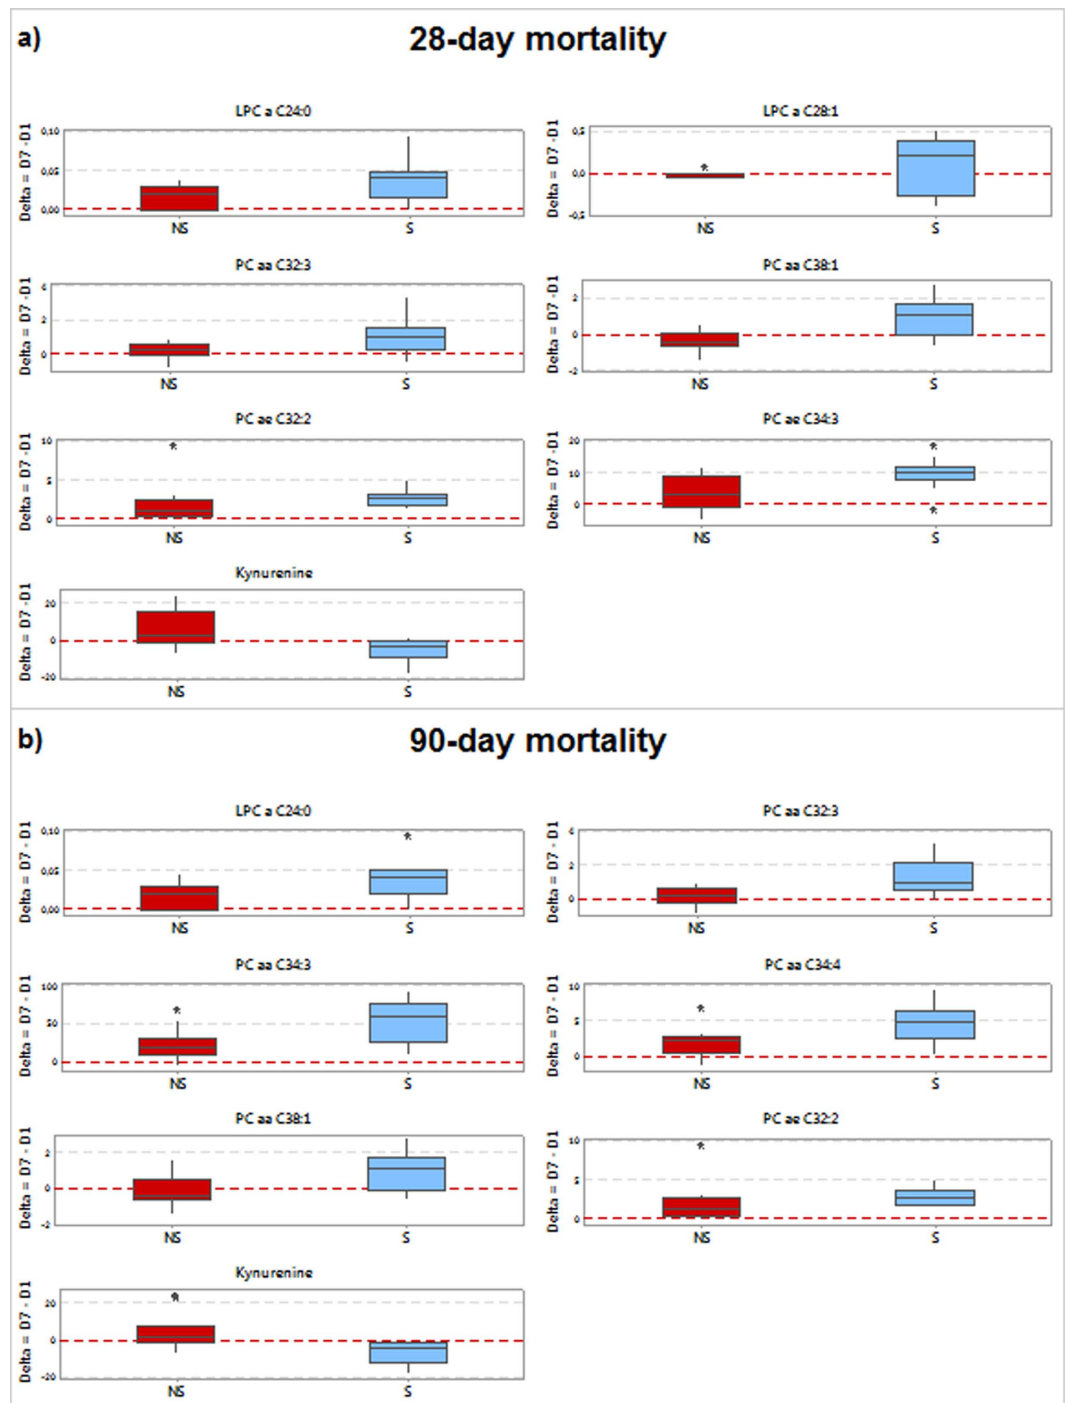 a)
28-day mortality
LPC a C24:0
Delta = D7 -D1
0,10
0,05
0,00
NS
S
LPC a C28:1
Delta = D7 -D1
0,5
0,0
-0,5
NS
S
PC aa C32:3
Delta = D7 -D1
4
2
0
NS
S
PC aa C38:1
Delta = D7 -D1
2
0
-2
NS
S
PC ae C32:2
Delta = D7 -D1
10
5
0
NS
S
PC ae C34:3
Delta = D7 -D1
20
10
0
NS
S
Kynurenine
Delta = D7 -D1
20
0
-20
NS
S
b)
90-day mortality
LPC a C24:0
Delta = D7 - D1
0,10
0,05
0,00
NS
S
PC aa C32:3
Delta = D7 - D1
4
2
0
NS
S
PC aa C34:3
Delta = D7 - D1
100
50
0
NS
S
PC aa C34:4
Delta = D7 - D1
10
5
0
NS
S
PC aa C38:1
Delta = D7 - D1
2
0
-2
NS
S
PC ae C32:2
Delta = D7 - D1
10
5
0
NS
S
Kynurenine
Delta = D7 - D1
20
0
-20
NS
S